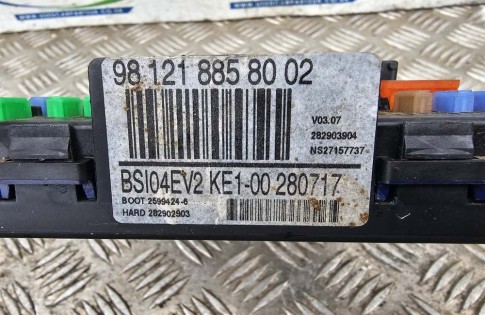 98 121 885 80 02
V03.07
282903904
NS27157737
BSI04EV2 KE1-00 280717
BOOT 2599424-6
HARD 282902903